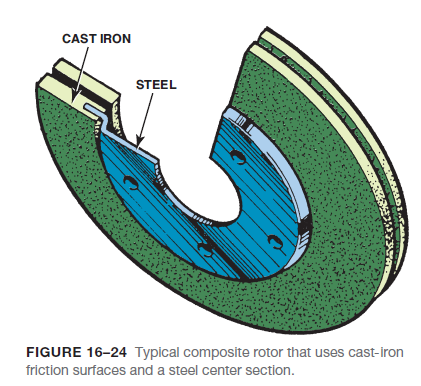 CAST IRON
STEEL
FIGURE 16–24 Typical composite rotor that uses cast-iron
friction surfaces and a steel center section.